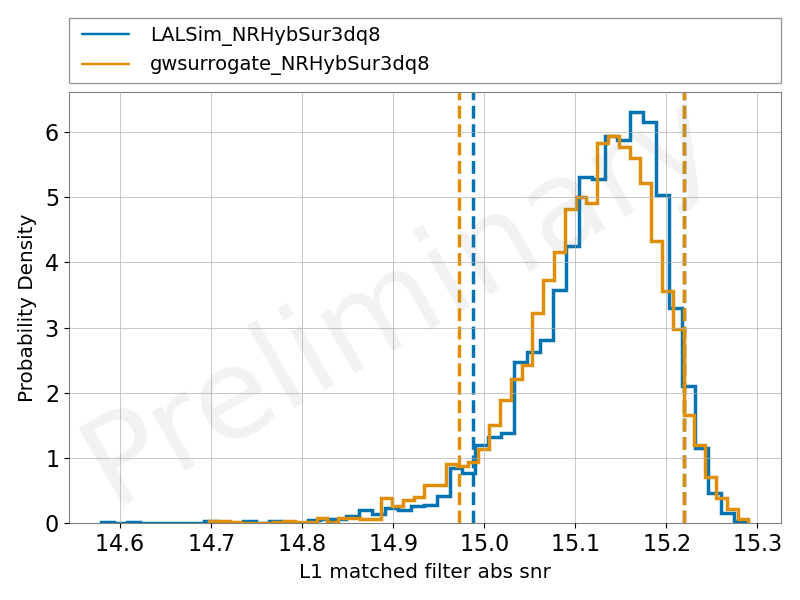 LALSim_NRHybSur3dq8
gwsurrogate_NRHybSur3dq8
Preliminary
Probability Density
6
5
4
3
2
1
0
14.6 14.7 14.8 14.9 15.0 15.1 15.2 15.3
L1 matched filter abs snr